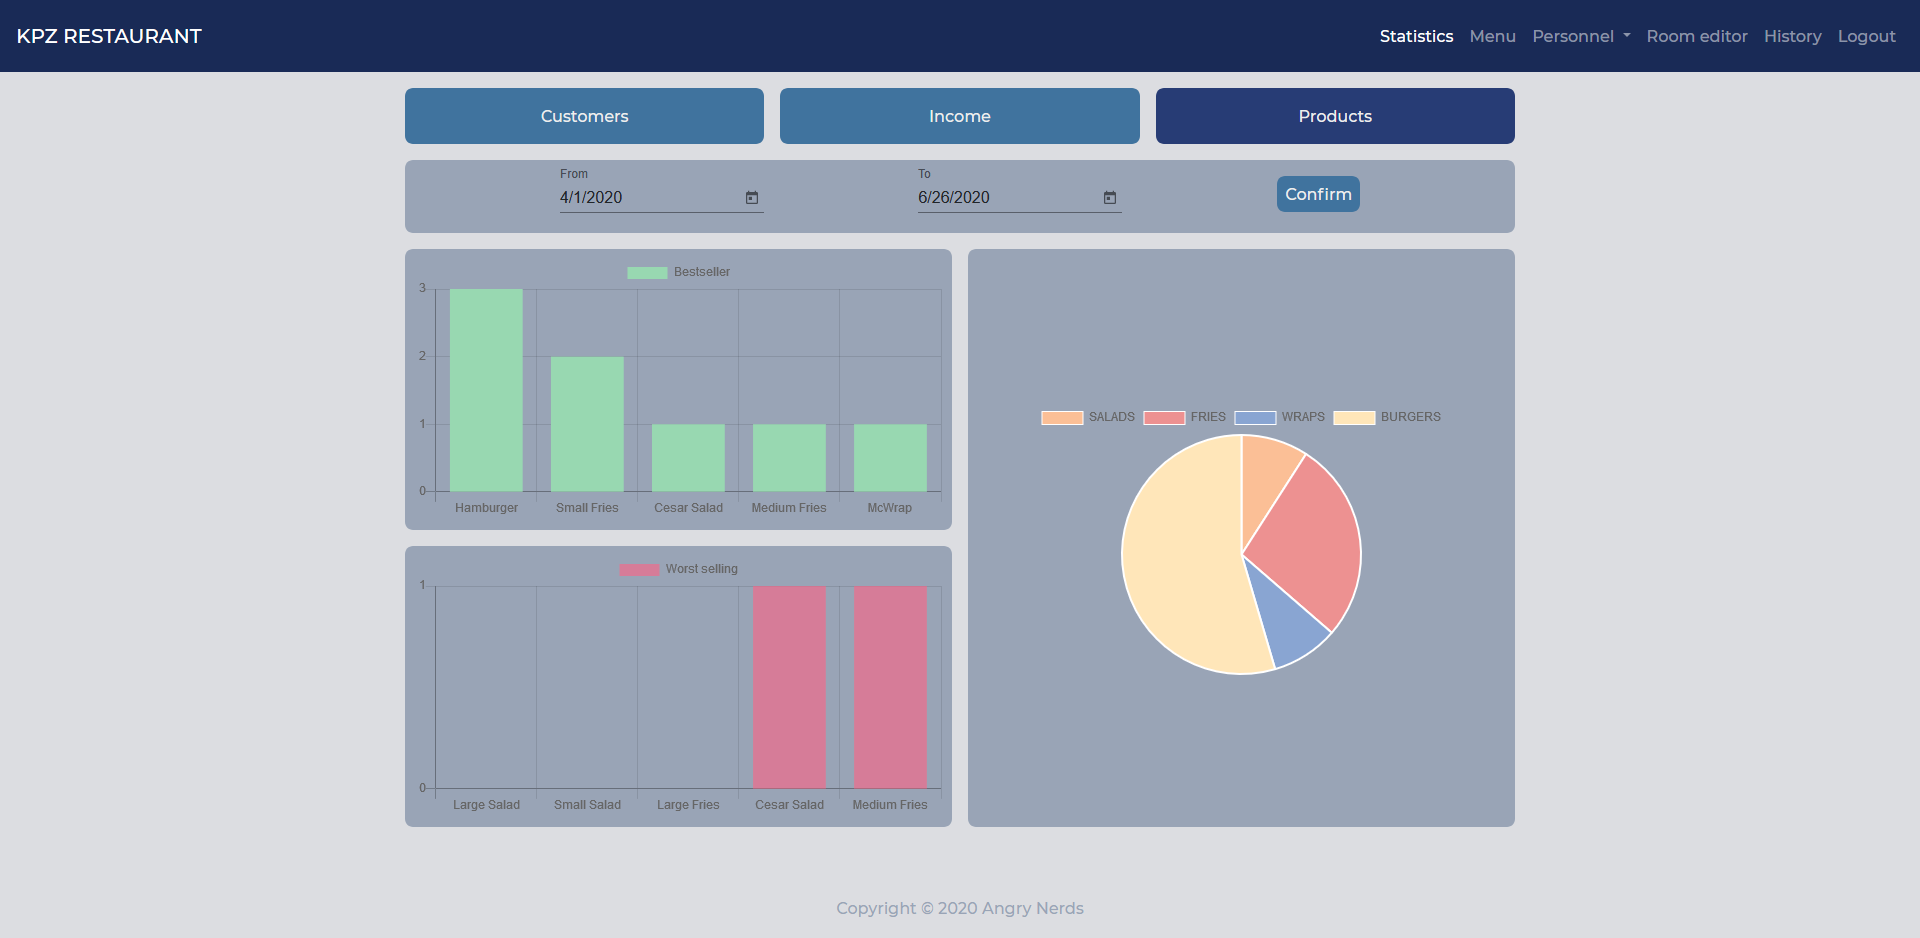 KPZ RESTAURANT
Statistics Menu Personnel Room editor History Logout
Customers Income Products
From To
4/1/2020 6/26/2020 Confirm
Bestseller
3
2
1
0
Hamburger Small Fries Cesar Salad Medium Fries McWrap
Worst selling
1
0
Large Salad Small Salad Large Fries Cesar Salad Medium Fries
SALADS FRIES WRAPS BURGERS
Copyright © 2020 Angry Nerds